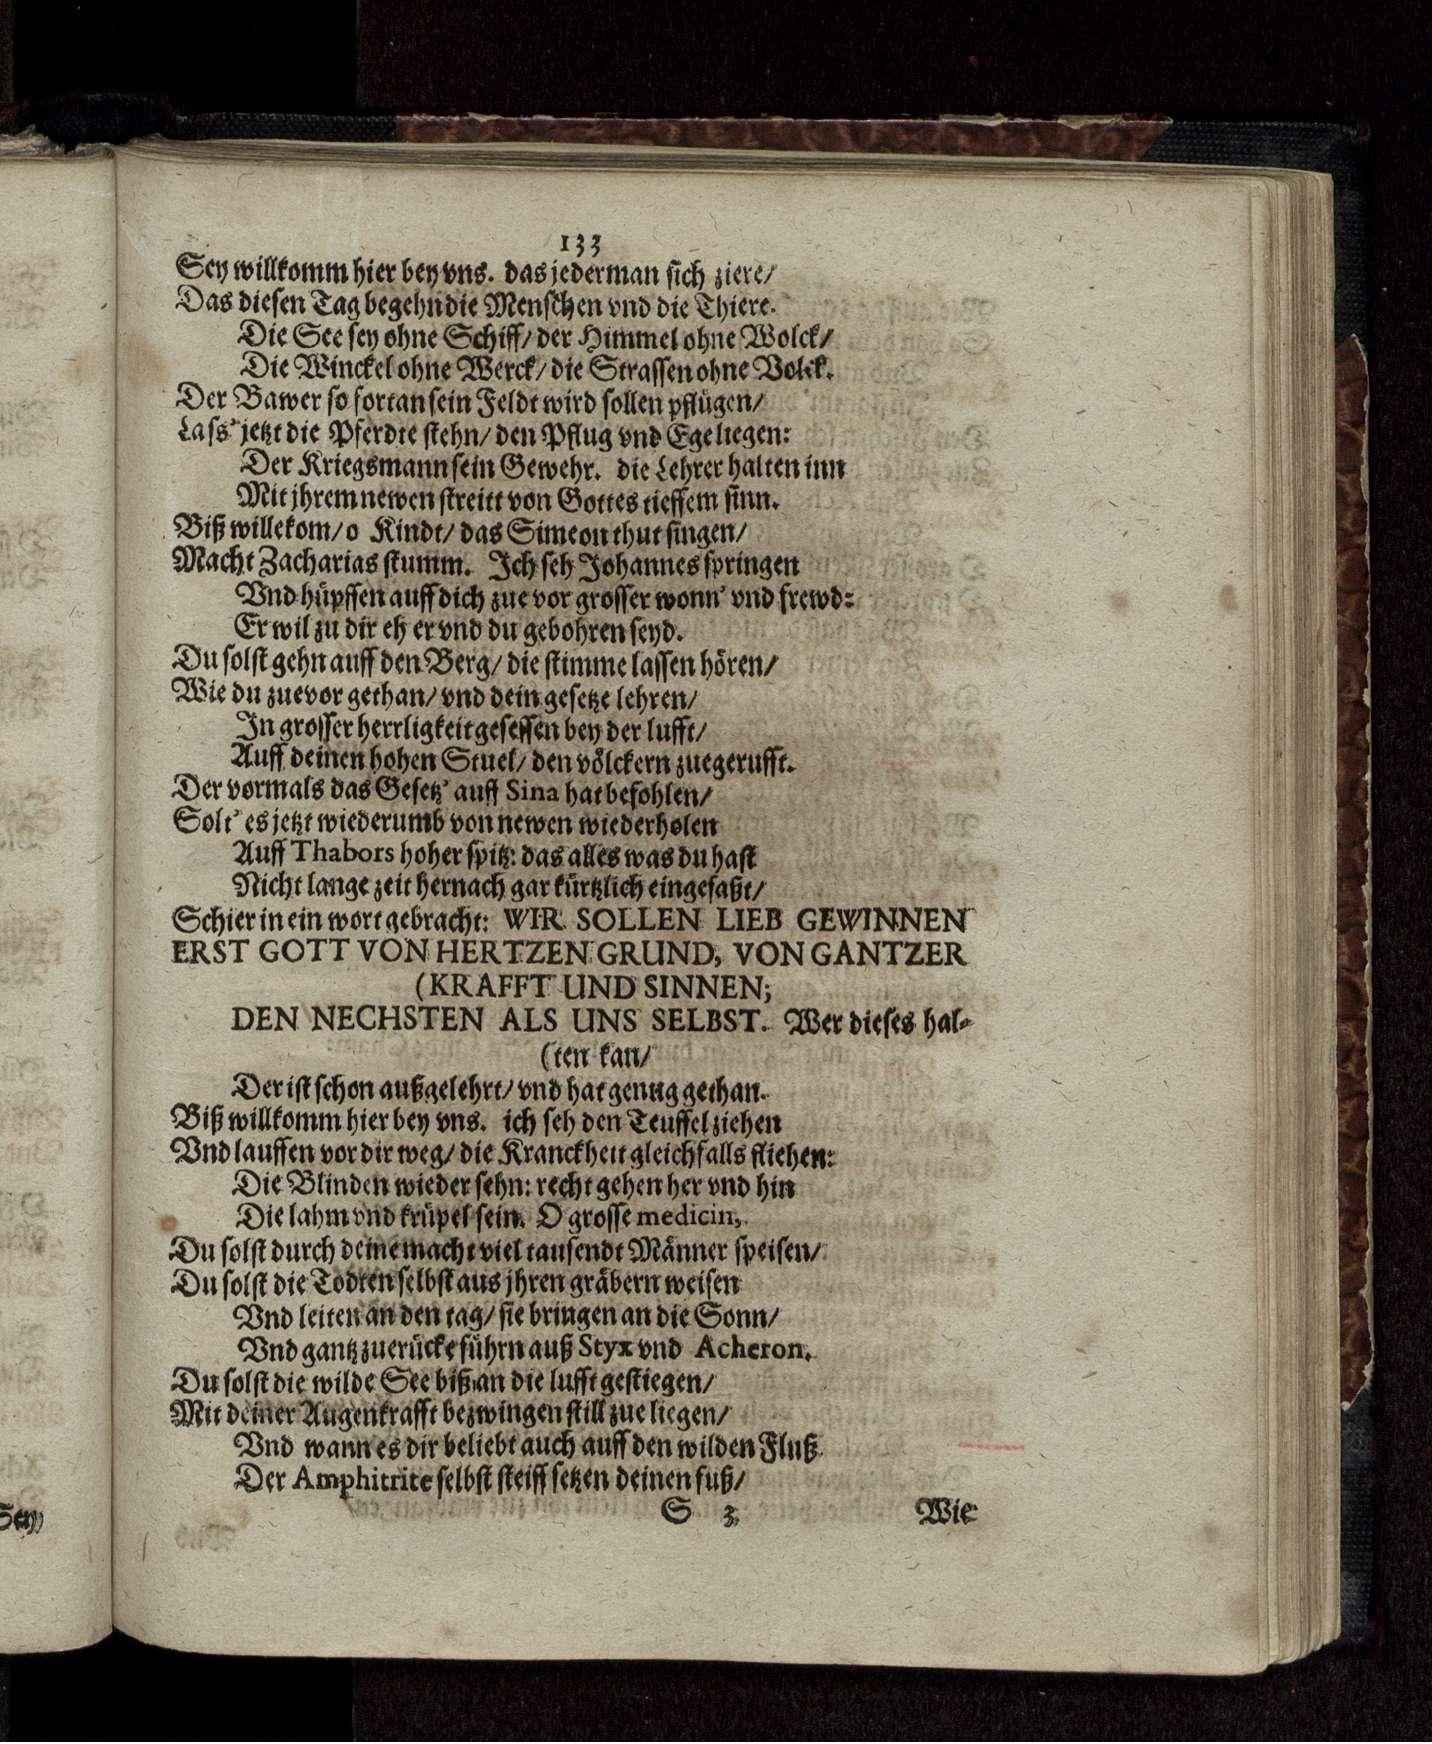 133
Sey willkomm hier bey vns. das jederman sich ziere/
Das diesen Tag begehn die Menschen vnd die Thiere.
Die See sey ohne Schiff/ der Himmel ohne Wolck/
Die Winckel ohne Werck/ die Strassen ohne Volck.
Der Bawer so fortan sein Feldt wird sollen pflügen/
Lass' jetzt die Pferdte stehn/ den Pflug vnd Ege liegen:
Der Kriegsmann sein Gewehr. die Lehrer halten inn
Mit jhrem newen streitt von Gottes tieffem sinn.
Biß willekom/ o Kindt/ das Simeon thut singen/
Macht Zacharias stumm. Ich seh Johannes springen
Vnd hüpffen auff dich zue vor grosser wonn' vnd frewd:
Er wil zu dir eh er vnd du gebohren seyd.
Du solst gehn auff den Berg/ die stimme lassen hören/
Wie du zuevor gethan/ vnd dein gesetze lehren/
In grosser herrligkeit gesessen bey der lufft/
Auff deinen hohen Stuel/ den völckern zuegerufft.
Der vormals das Gesetz' auff Sina hat befohlen/
Solt' es jetzt wiederumb von newen wiederholen
Auff Thabors hoher spitz: das alles was du hast
Nicht lange zeit hernach gar kürtzlich eingefaßt/
Schier in ein wort gebracht: WIR SOLLEN LIEB GEWINNEN
ERST GOTT VON HERTZEN GRUND, VON GANTZER
(KRAFFT UND SINNEN;
DEN NECHSTEN ALS UNS SELBST. Wer dieses hal-
(ten kan/
Der ist schon außgelehrt/ vnd hat genug gethan.
Biß willkomm hier bey vns. ich seh den Teuffel ziehen
Vnd lauffen vor dir weg/ die Kranckheit gleichfalls fliehen:
Die Blinden wieder sehn: recht gehen her vnd hin
Die lahm vnd krüpel sein. O grosse medicin,
Du solst durch deine macht viel tausendt Männer speisen/
Du solst die Todten selbst aus jhren gräbern weisen
Vnd leiten an den tag/ sie bringen an die Sonn/
Vnd gantz zuerücke führn auß Styx vnd Acheron.
Du solst die wilde See biß an die lufft gestiegen/
Mit deiner Augenkrafft bezwingen still zue liegen/
Vnd wann es dir beliebt auch auff den wilden Fluß
Der Amphitrite selbst steiff setzen deinen fuß/
S 3 Wie
Sey